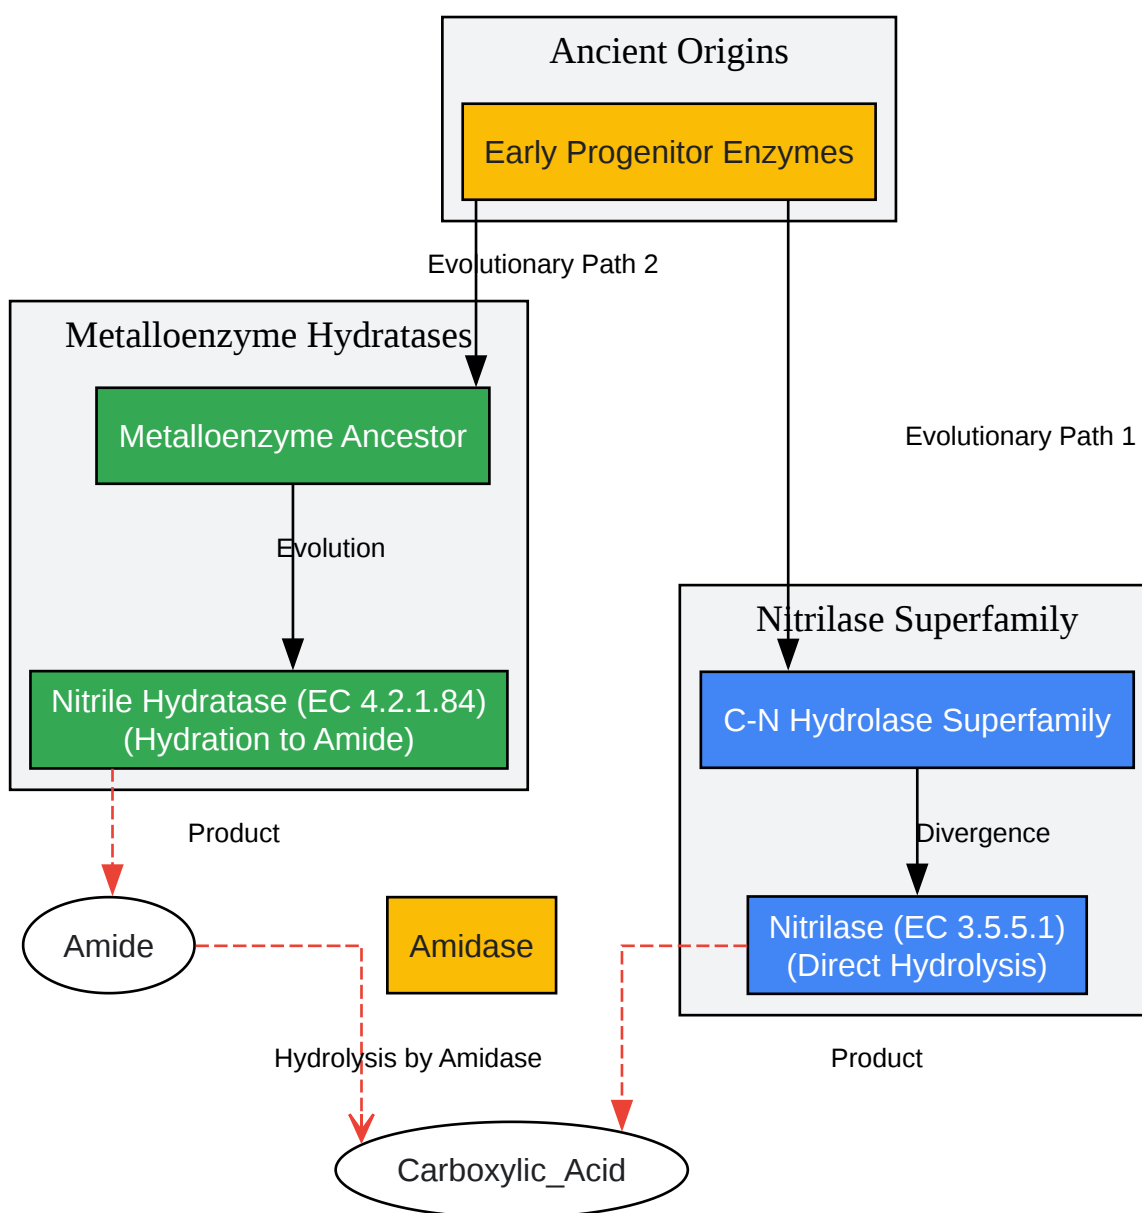 Ancient Origins
Early Progenitor Enzymes
Evolutionary Path 2
Metalloenzyme Hydratases
Metalloenzyme Ancestor
Evolutionary Path 1
Evolution
Nitrilase Superfamily
Nitrile Hydratase (EC 4.2.1.84)
(Hydration to Amide)
C-N Hydrolase Superfamily
Product
Divergence
Amide
Amidase
Nitrilase (EC 3.5.5.1)
(Direct Hydrolysis)
Hydrolysis by Amidase
Product
Carboxylic_Acid